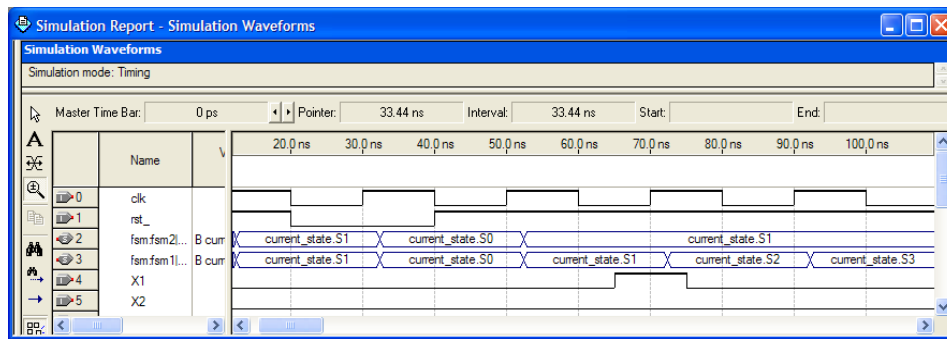 Simulation Report - Simulation Waveforms
Simulation Waveforms
Simulation mode: Timing
Master Time Bar: 0 ps Pointer: 33.44 ns Interval: 33.44 ns Start: End:
A Name V 20.0 ns 30.0 ns 40.0 ns 50.0 ns 60.0 ns 70.0 ns 80.0 ns 90.0 ns 100.0 ns
0 clk
1 rst_
2 fsm:fsm2|... B curr current_state.S1 current_state.S0 current_state.S1
3 fsm:fsm1|... B curr current_state.S1 current_state.S0 current_state.S1 current_state.S2 current_state.S3
4 X1
5 X2